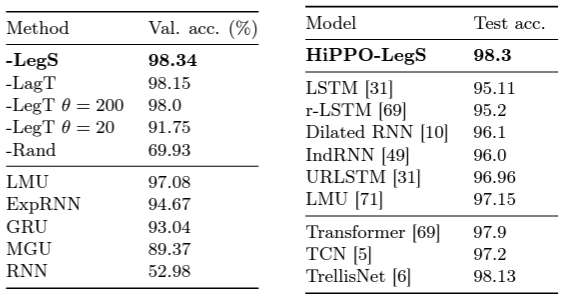 Method Val. acc. (%)
-LegS 98.34
-LagT 98.15
-LegT θ = 200 98.0
-LegT θ = 20 91.75
-Rand 69.93
LMU 97.08
ExpRNN 94.67
GRU 93.04
MGU 89.37
RNN 52.98
Model Test acc.
HiPPO-LegS 98.3
LSTM [31] 95.11
r-LSTM [69] 95.2
Dilated RNN [10] 96.1
IndRNN [49] 96.0
URLSTM [31] 96.96
LMU [71] 97.15
Transformer [69] 97.9
TCN [5] 97.2
TrellisNet [6] 98.13